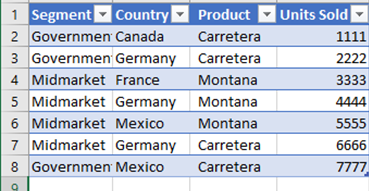 1 Segment Country Product Units Sold
2 Governmen Canada Carretera 1111
3 Governmen Germany Carretera 2222
4 Midmarket France Montana 3333
5 Midmarket Germany Montana 4444
6 Midmarket Mexico Montana 5555
7 Midmarket Germany Carretera 6666
8 Governmen Mexico Carretera 7777
9